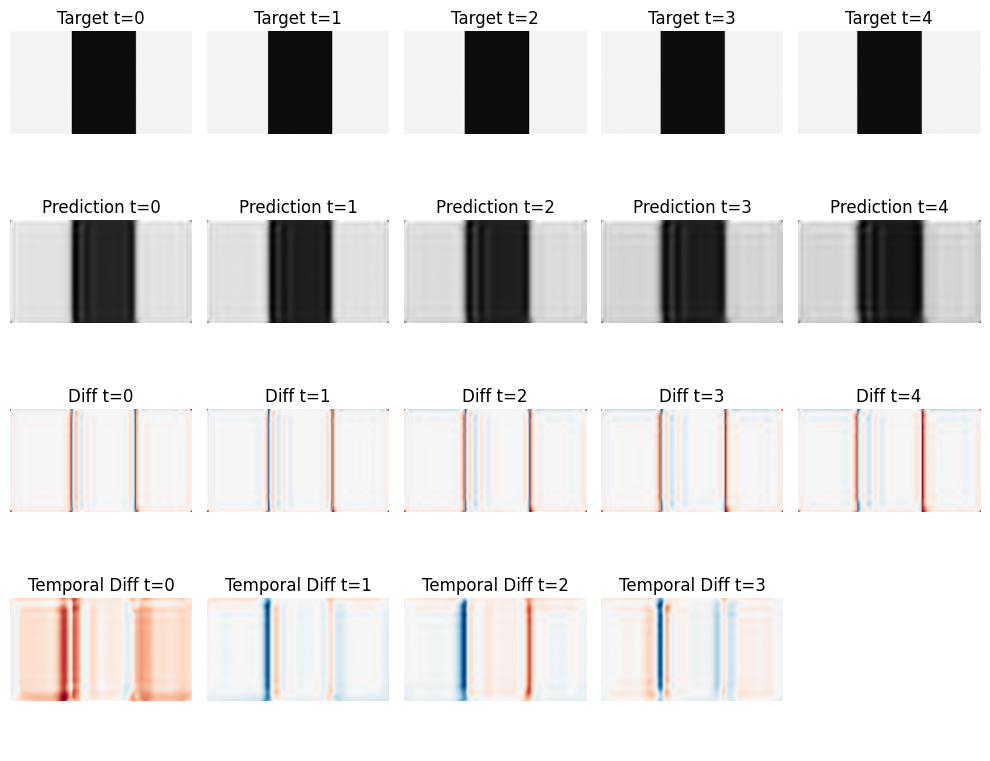 Target t=0 Target t=1 Target t=2 Target t=3 Target t=4
Prediction t=0 Prediction t=1 Prediction t=2 Prediction t=3 Prediction t=4
Diff t=0 Diff t=1 Diff t=2 Diff t=3 Diff t=4
Temporal Diff t=0 Temporal Diff t=1 Temporal Diff t=2 Temporal Diff t=3